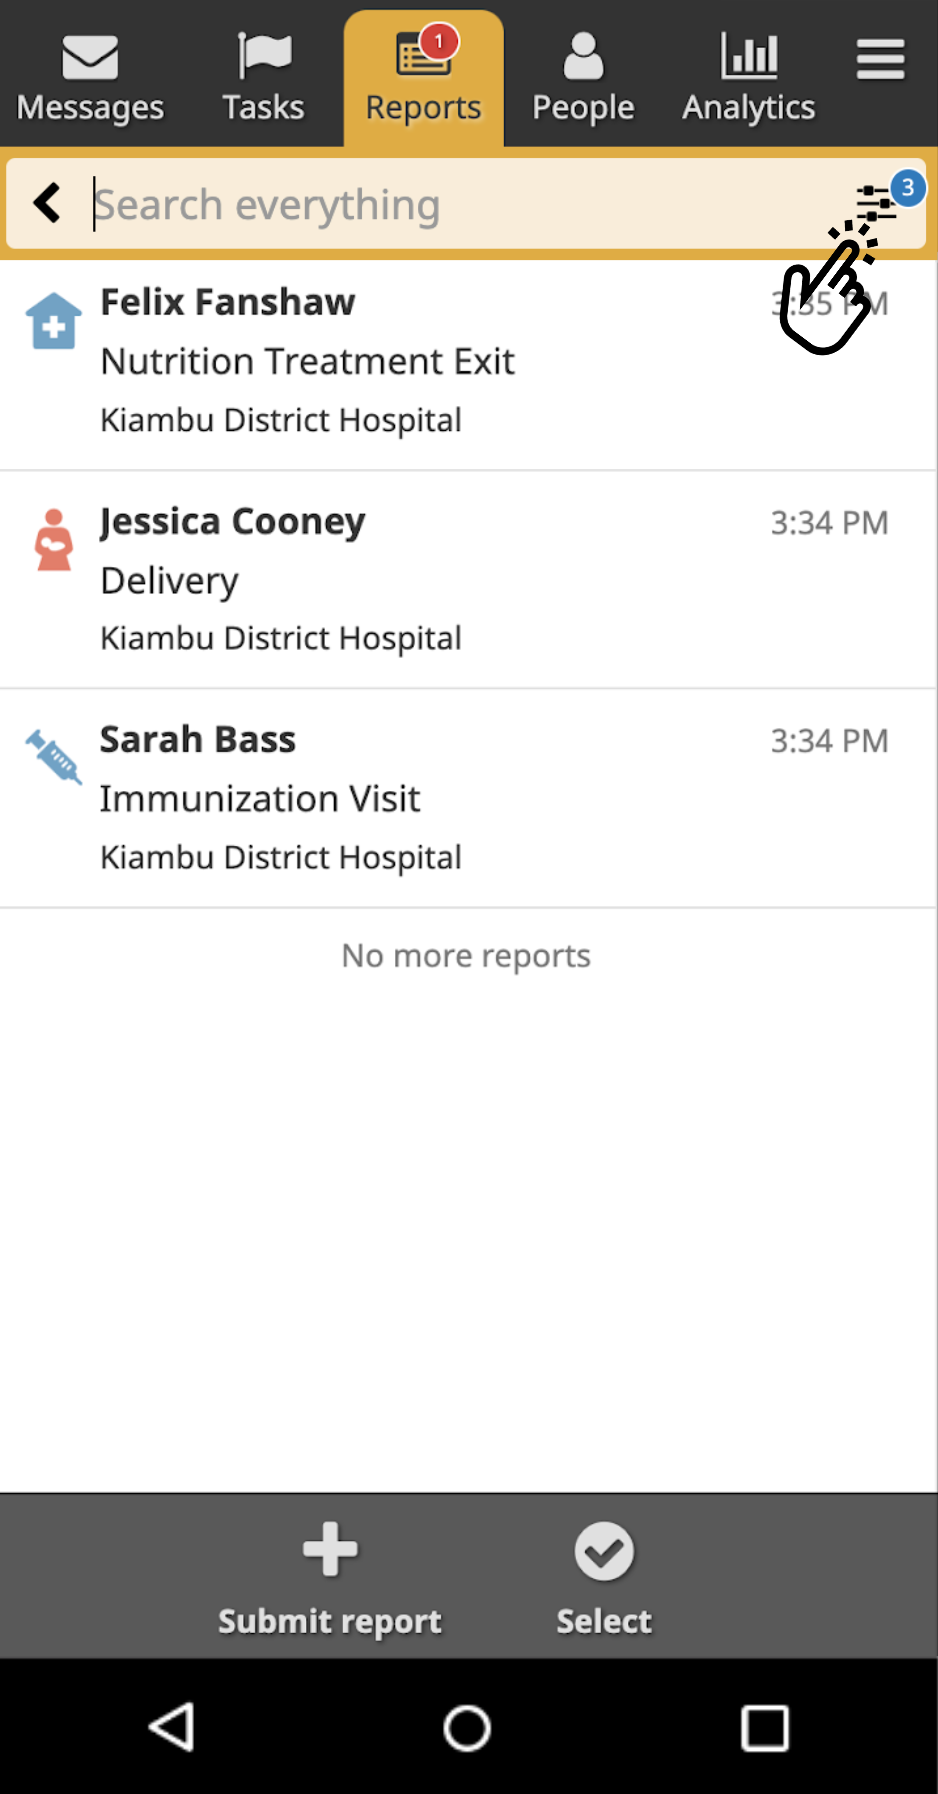 Messages
Tasks
1
Reports
People
Analytics
Search everything
3
Felix Fanshaw
3:35 PM
Nutrition Treatment Exit
Kiambu District Hospital
Jessica Cooney
3:34 PM
Delivery
Kiambu District Hospital
Sarah Bass
3:34 PM
Immunization Visit
Kiambu District Hospital
No more reports
Submit report
Select